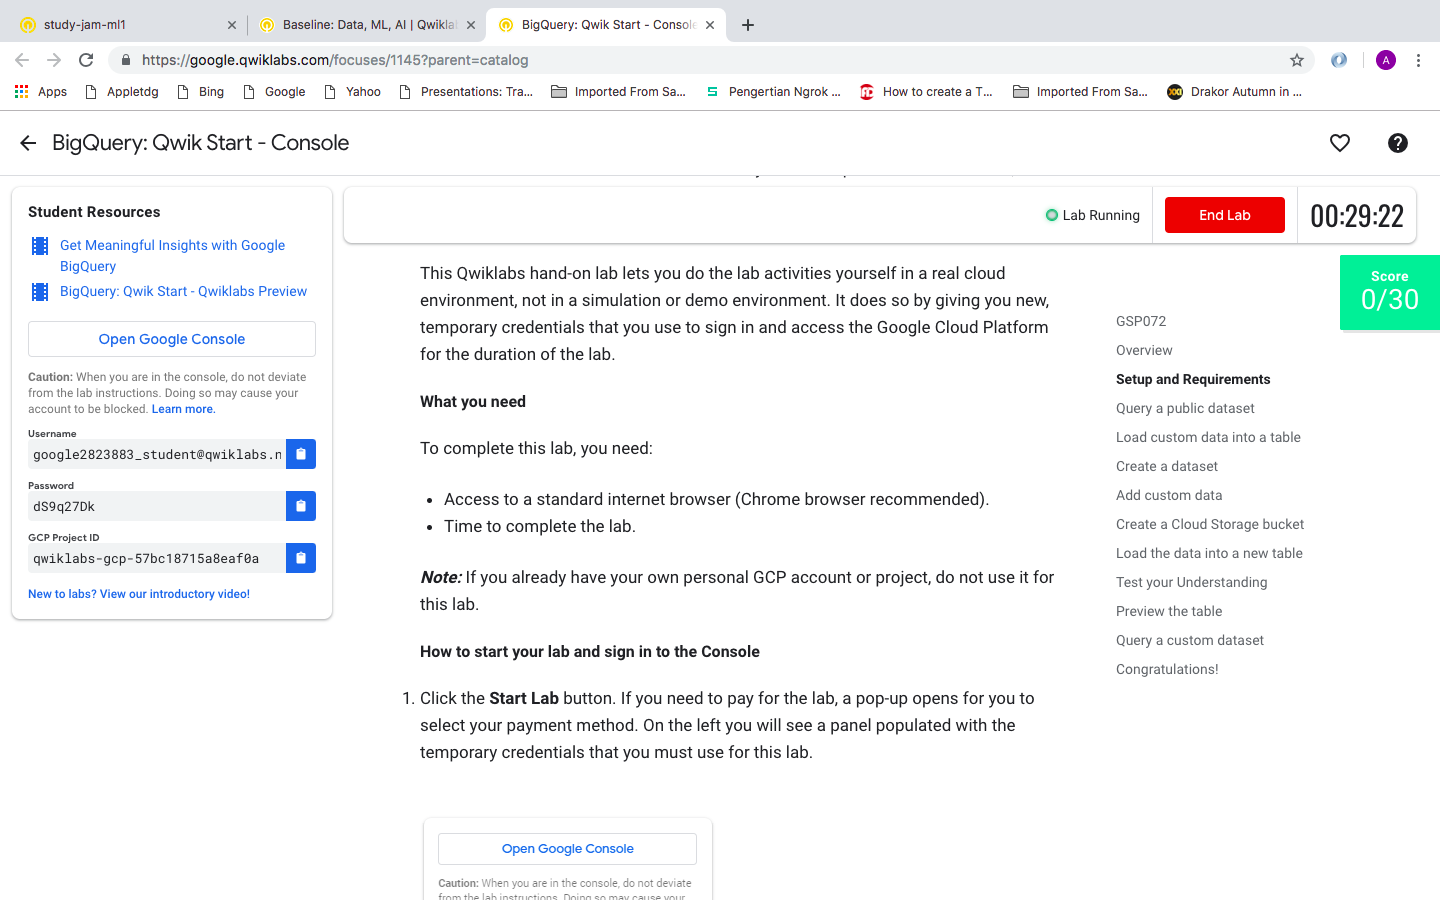 study-jam-ml1
Baseline: Data, ML, AI | Qwikla
BigQuery: Qwik Start - Console
https://google.qwiklabs.com/focuses/1145?parent=catalog
A
Apps
Appletdg
Bing
Google
Yahoo
Presentations: Tra...
Imported From Sa...
Pengertian Ngrok ...
How to create a T...
Imported From Sa...
Drakor Autumn in ...
BigQuery: Qwik Start - Console
Student Resources
Get Meaningful Insights with Google
BigQuery
BigQuery: Qwik Start - Qwiklabs Preview
Open Google Console
Caution: When you are in the console, do not deviate
from the lab instructions. Doing so may cause your
account to be blocked. Learn more.
Username
google2823883_student@qwiklabs.n
Password
dS9q27Dk
GCP Project ID
qwiklabs-gcp-57bc18715a8eaf0a
New to labs? View our introductory video!
Lab Running
End Lab
00:29:22
Score
0/30
This Qwiklabs hand-on lab lets you do the lab activities yourself in a real cloud
environment, not in a simulation or demo environment. It does so by giving you new,
temporary credentials that you use to sign in and access the Google Cloud Platform
for the duration of the lab.
What you need
To complete this lab, you need:
• Access to a standard internet browser (Chrome browser recommended).
• Time to complete the lab.
Note: If you already have your own personal GCP account or project, do not use it for
this lab.
How to start your lab and sign in to the Console
1. Click the Start Lab button. If you need to pay for the lab, a pop-up opens for you to
select your payment method. On the left you will see a panel populated with the
temporary credentials that you must use for this lab.
Open Google Console
Caution: When you are in the console, do not deviate
from the lab instructions. Doing so may cause your
GSP072
Overview
Setup and Requirements
Query a public dataset
Load custom data into a table
Create a dataset
Add custom data
Create a Cloud Storage bucket
Load the data into a new table
Test your Understanding
Preview the table
Query a custom dataset
Congratulations!